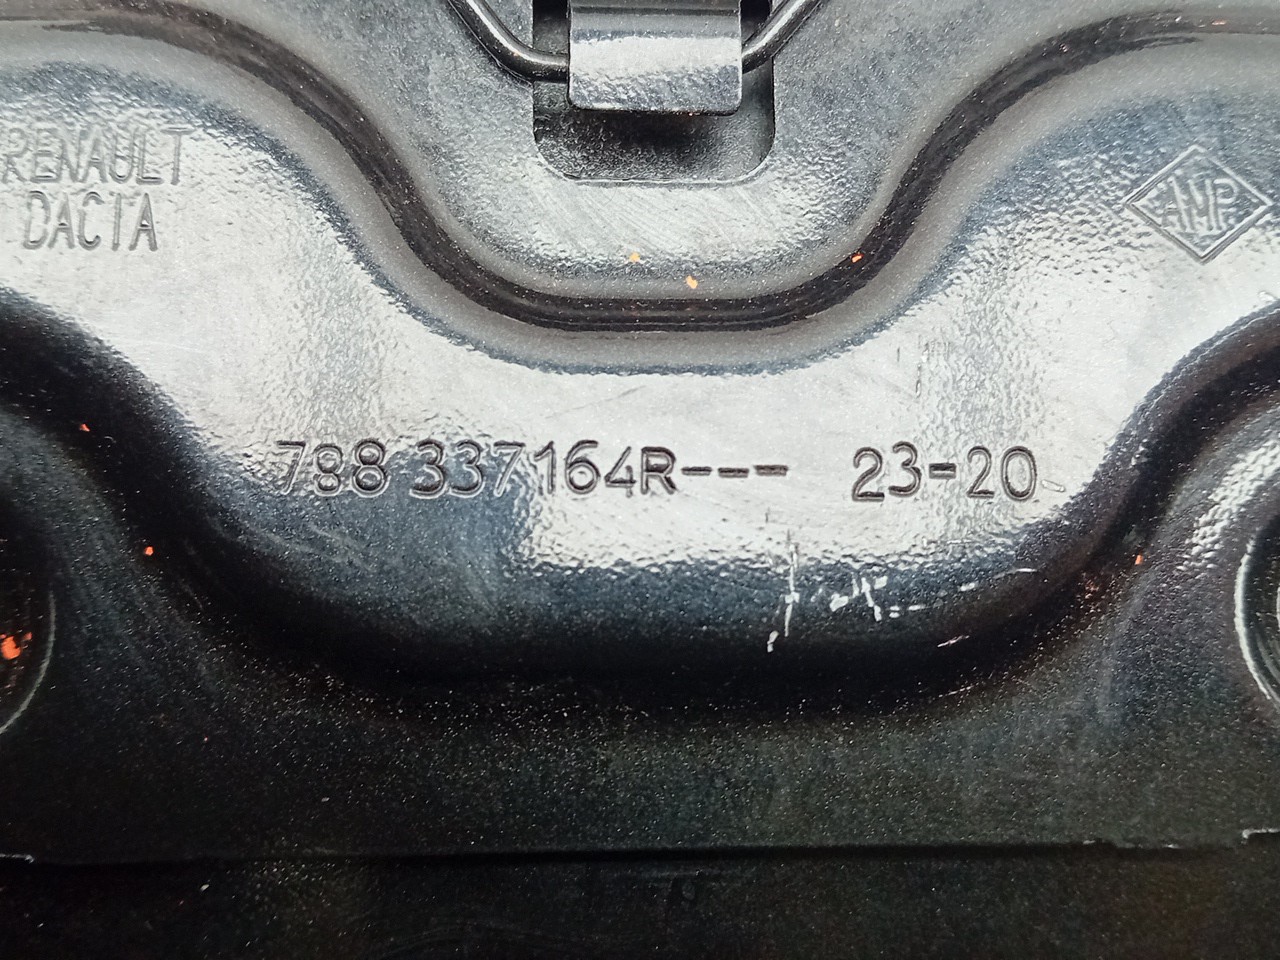 RENAULT
DACIA
AMP
788 337164R--- 23-20